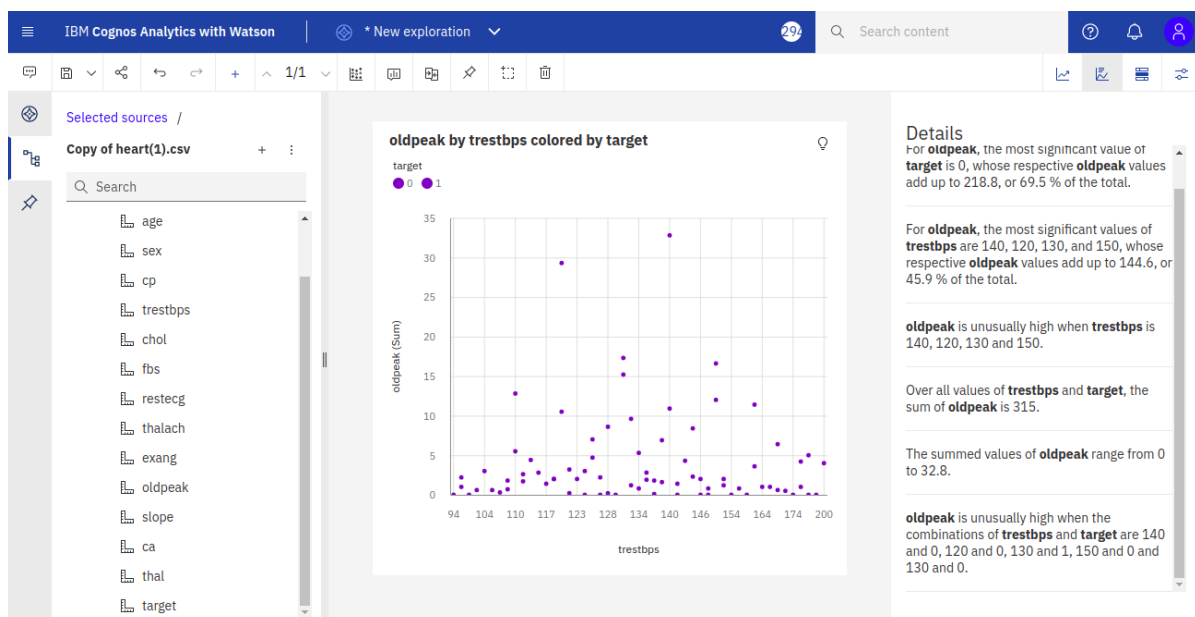 IBM Cognos Analytics with Watson
* New exploration
294
Search content
1/1
Selected sources /
Copy of heart(1).csv
Search
age
sex
cp
trestbps
chol
fbs
restecg
thalach
exang
oldpeak
slope
ca
thal
target
oldpeak by trestbps colored by target
target
0 1
oldpeak (Sum)
35
30
25
20
15
10
5
0
94 104 110 117 123 128 134 140 146 154 164 174 200
trestbps
Details
For oldpeak, the most significant value of
target is 0, whose respective oldpeak values
add up to 218.8, or 69.5 % of the total.
For oldpeak, the most significant values of
trestbps are 140, 120, 130, and 150, whose
respective oldpeak values add up to 144.6, or
45.9 % of the total.
oldpeak is unusually high when trestbps is
140, 120, 130 and 150.
Over all values of trestbps and target, the
sum of oldpeak is 315.
The summed values of oldpeak range from 0
to 32.8.
oldpeak is unusually high when the
combinations of trestbps and target are 140
and 0, 120 and 0, 130 and 1, 150 and 0 and
130 and 0.